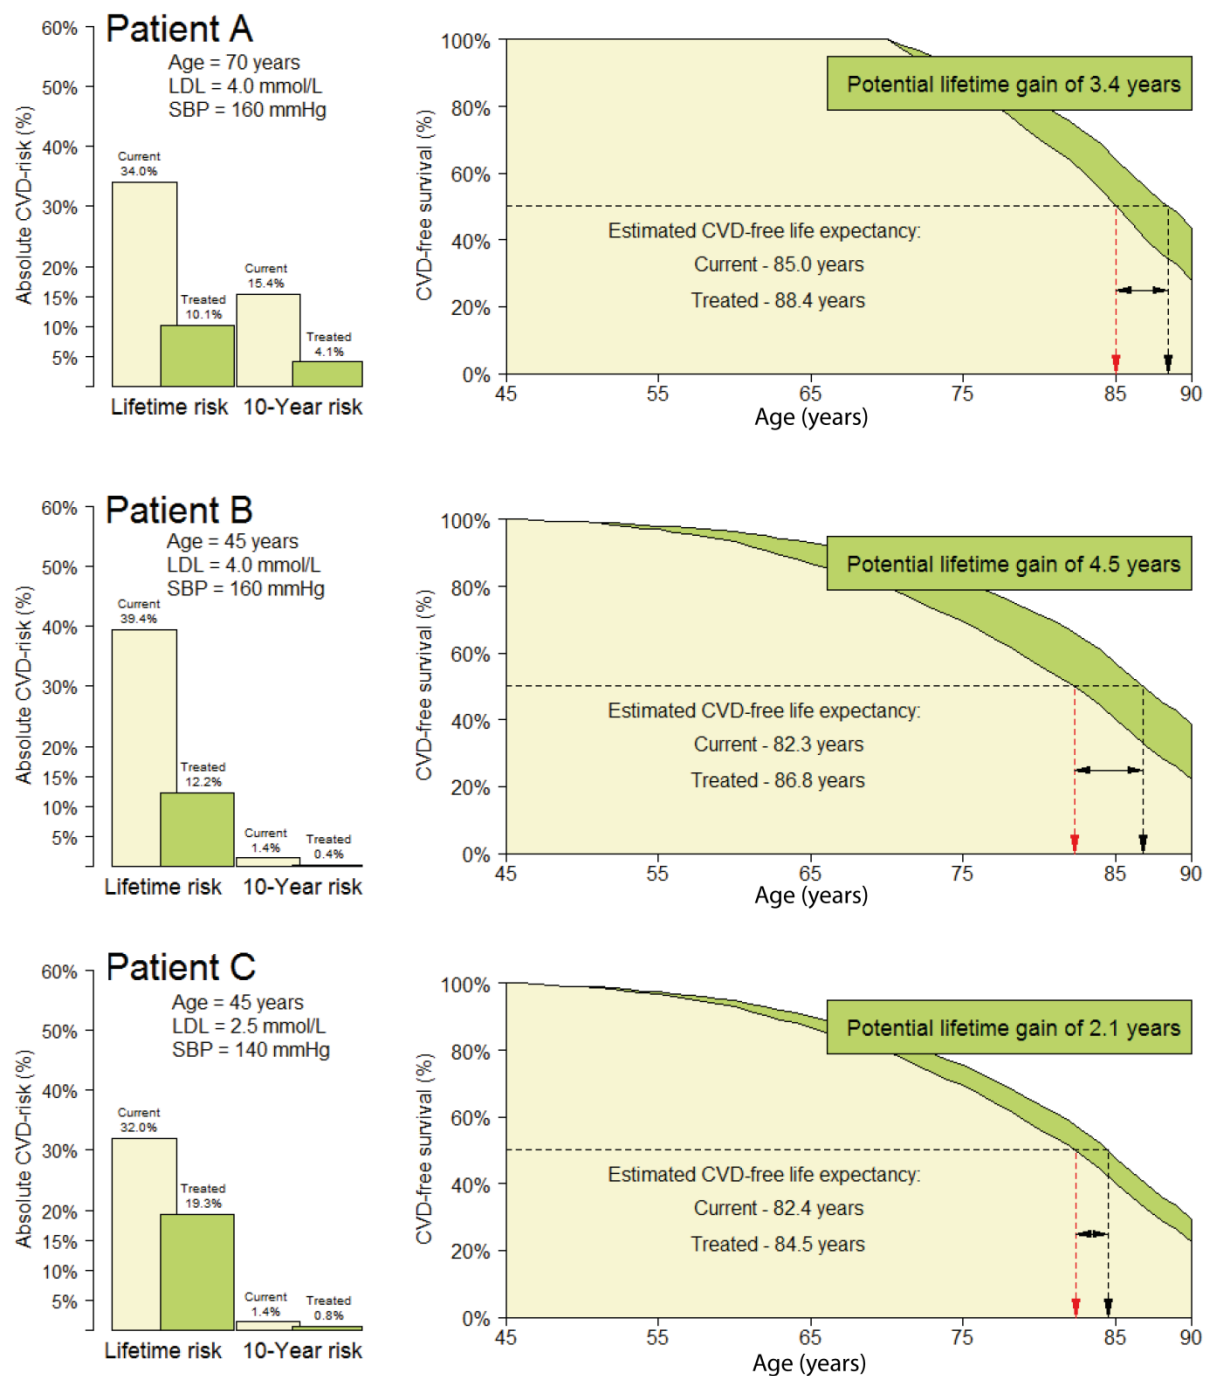 Patient A
Age = 70 years
LDL = 4.0 mmol/L
SBP = 160 mmHg
Absolute CVD-risk (%)
60%
50%
40%
30%
20%
15%
10%
5%
Current
34.0%
Treated
10.1%
Current
15.4%
Treated
4.1%
Lifetime risk
10-Year risk
CVD-free survival (%)
100%
80%
60%
40%
20%
0%
Potential lifetime gain of 3.4 years
Estimated CVD-free life expectancy:
Current - 85.0 years
Treated - 88.4 years
45
55
65
75
85
90
Age (years)
Patient B
Age = 45 years
LDL = 4.0 mmol/L
SBP = 160 mmHg
Absolute CVD-risk (%)
60%
50%
40%
30%
20%
15%
10%
5%
Current
39.4%
Treated
12.2%
Current
1.4%
Treated
0.4%
Lifetime risk
10-Year risk
CVD-free survival (%)
100%
80%
60%
40%
20%
0%
Potential lifetime gain of 4.5 years
Estimated CVD-free life expectancy:
Current - 82.3 years
Treated - 86.8 years
45
55
65
75
85
90
Age (years)
Patient C
Age = 45 years
LDL = 2.5 mmol/L
SBP = 140 mmHg
Absolute CVD-risk (%)
60%
50%
40%
30%
20%
15%
10%
5%
Current
32.0%
Treated
19.3%
Current
1.4%
Treated
0.8%
Lifetime risk
10-Year risk
CVD-free survival (%)
100%
80%
60%
40%
20%
0%
Potential lifetime gain of 2.1 years
Estimated CVD-free life expectancy:
Current - 82.4 years
Treated - 84.5 years
45
55
65
75
85
90
Age (years)